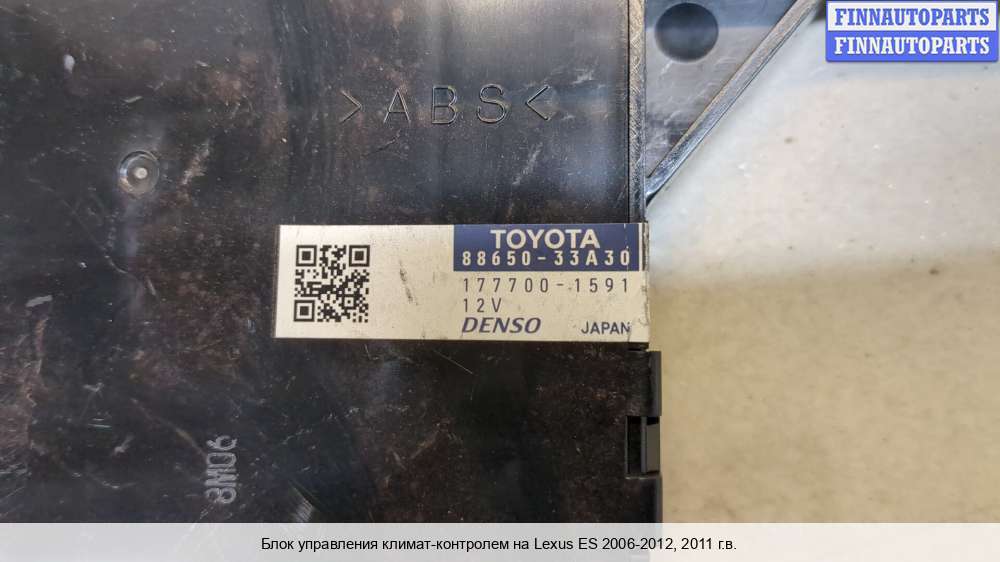 FINNAUTOPARTS
FINNAUTOPARTS
>ABS<
TOYOTA
88650-33A30
177700-1591
12V
DENSO JAPAN
8M06
Блок управления климат-контролем на Lexus ES 2006-2012, 2011 г.в.